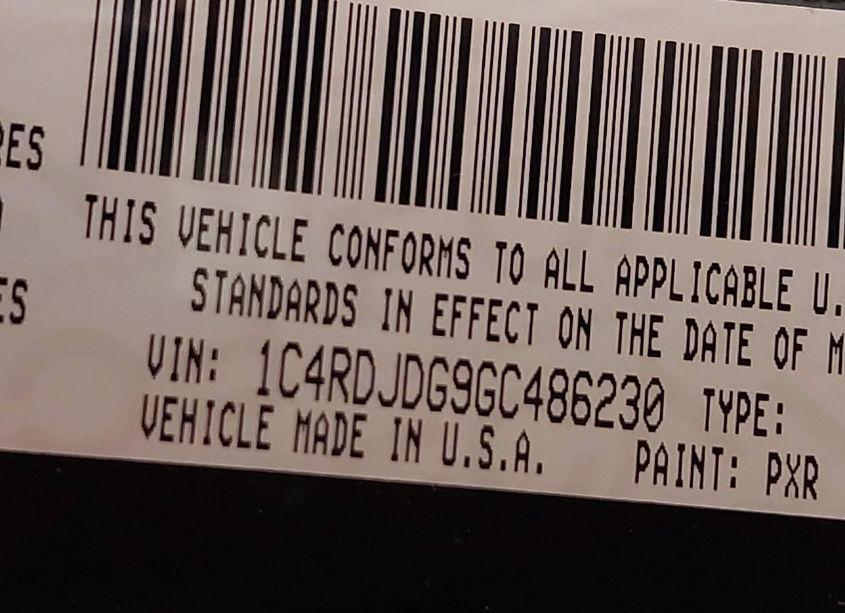 RES
THIS VEHICLE CONFORMS TO ALL APPLICABLE U.
STANDARDS IN EFFECT ON THE DATE OF M
ES
VIN: 1C4RDJDG9GC486230 TYPE:
VEHICLE MADE IN U.S.A. PAINT: PXR